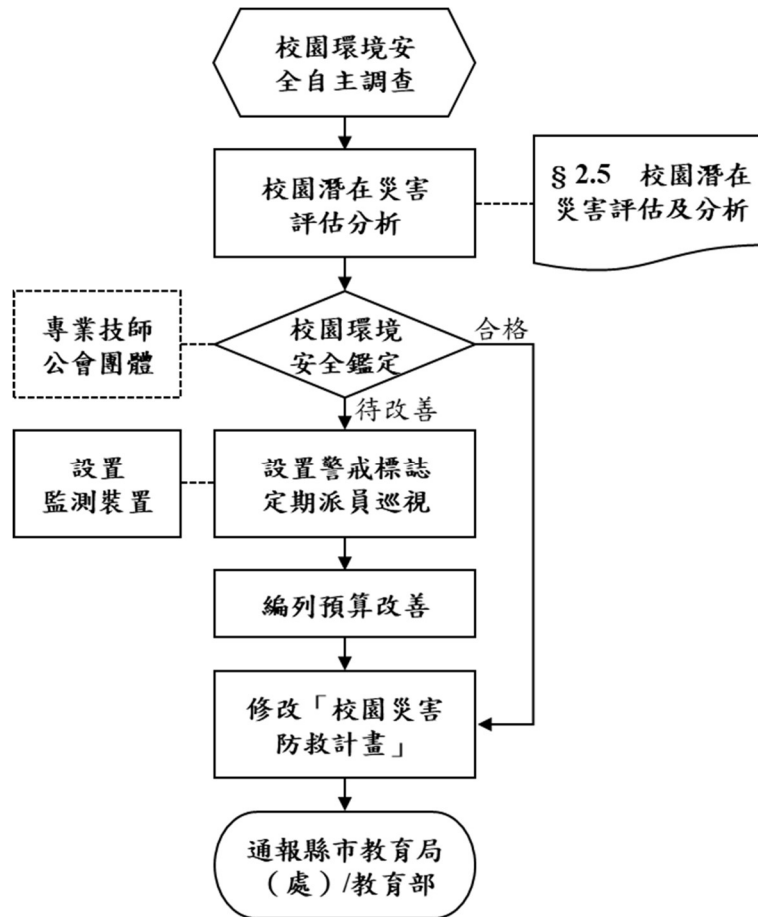 校園環境安
全自主調查
校園潛在災害
評估分析
§ 2.5 校園潛在
災害評估及分析
專業技師
公會團體
校園環境
安全鑑定
合格
待改善
設置
監測裝置
設置警戒標誌
定期派員巡視
編列預算改善
修改「校園災害
防救計畫」
通報縣市教育局
（處）/教育部